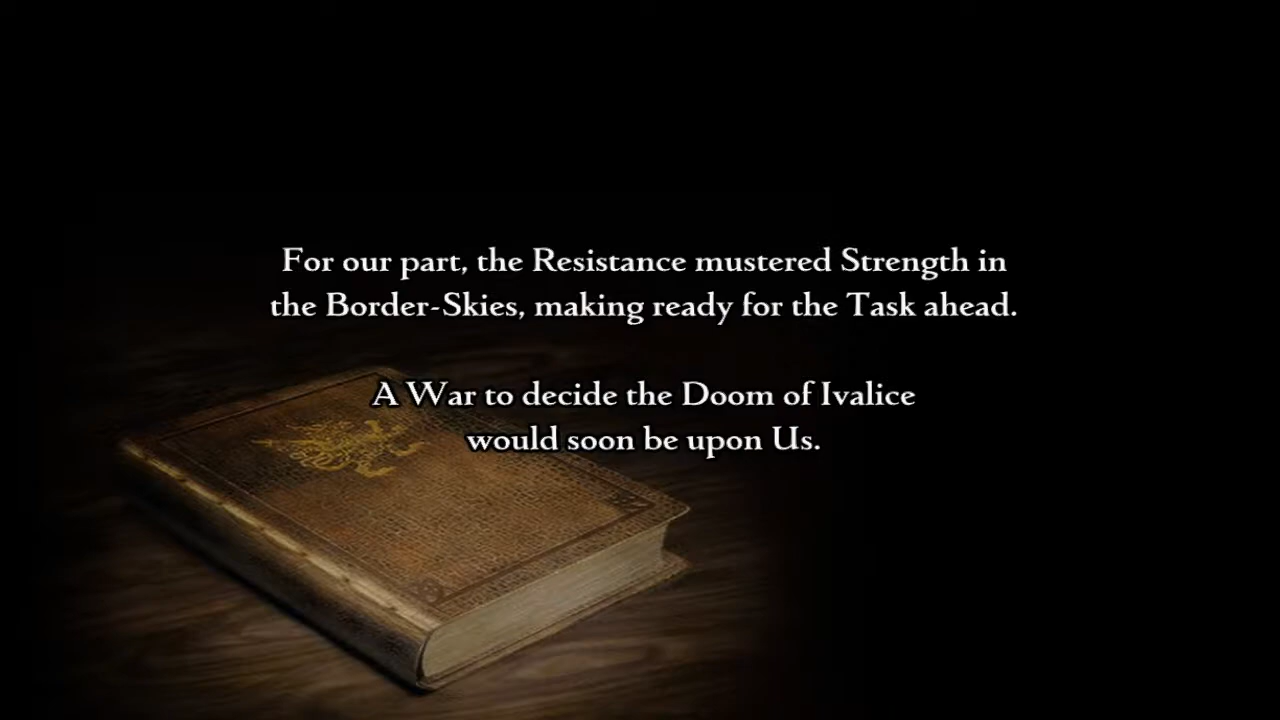 For our part, the Resistance mustered Strength in
the Border-Skies, making ready for the Task ahead.
A War to decide the Doom of Ivalice
would soon be upon Us.